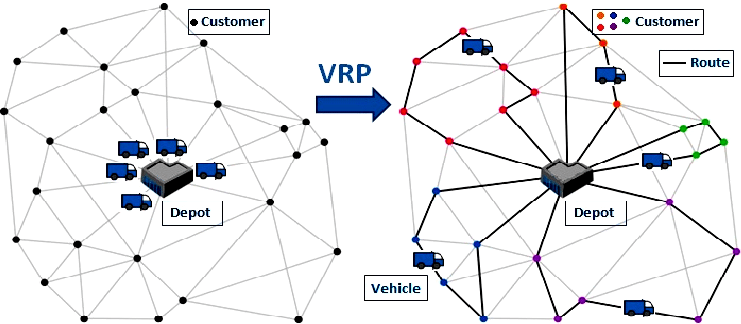 Customer
VRP
Customer
Route
Depot
Depot
Vehicle